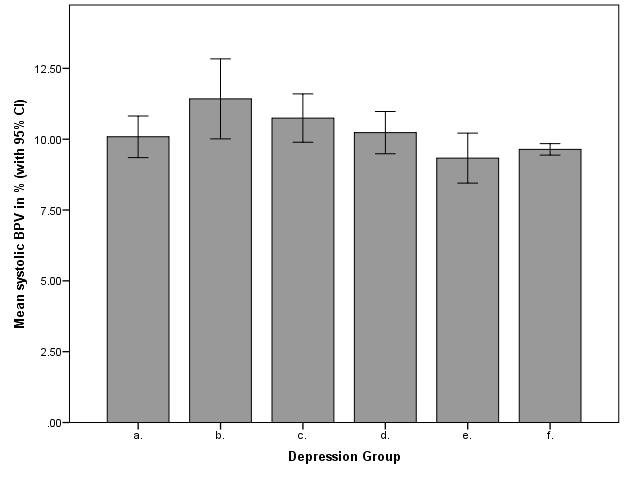 Mean systolic BPV in % (with 95% CI)
12.50
10.00
7.50
5.00
2.50
.00
a. b. c. d. e. f.
Depression Group